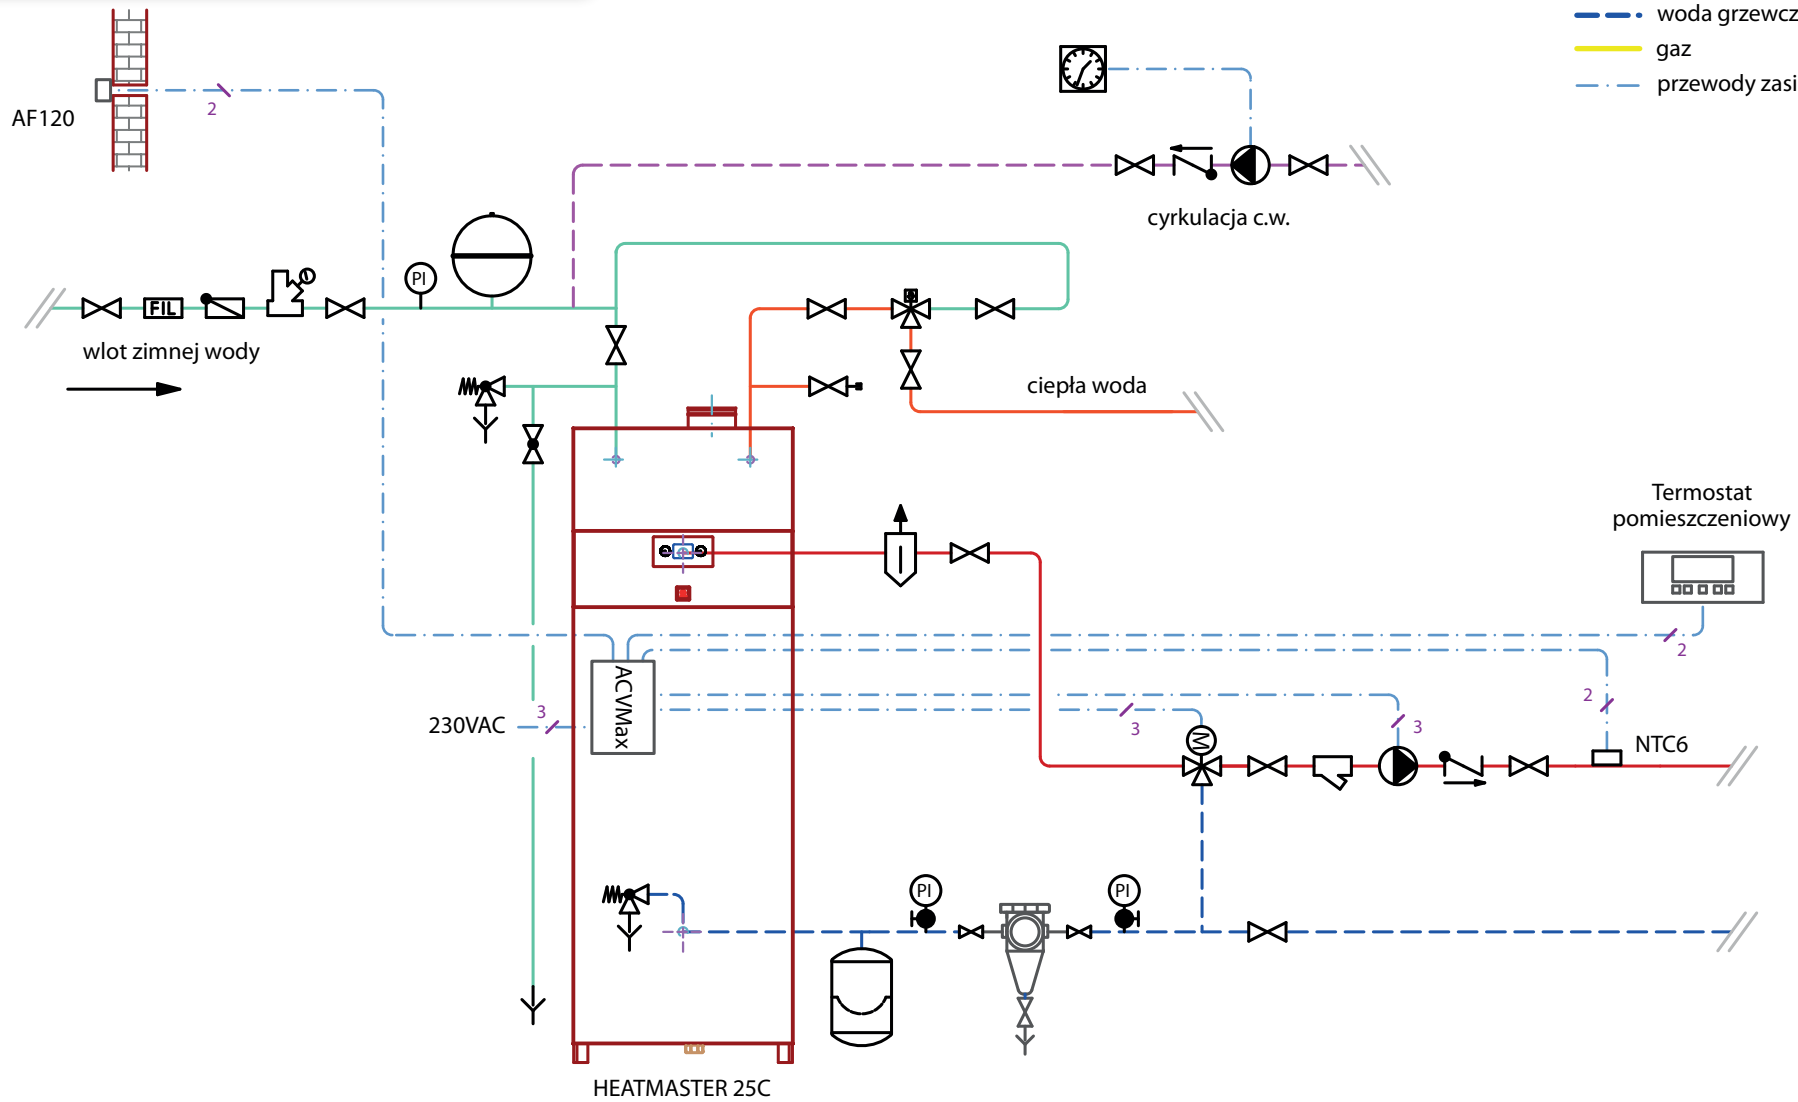 woda grzewcz
gaz
przewody zasi
AF120
2
cyrkulacja c.w.
PI
FIL
wlot zimnej wody
ciepła woda
Termostat
pomieszczeniowy
2
ACVMax
230VAC
3
3
3
2
M
NTC6
PI
PI
HEATMASTER 25C